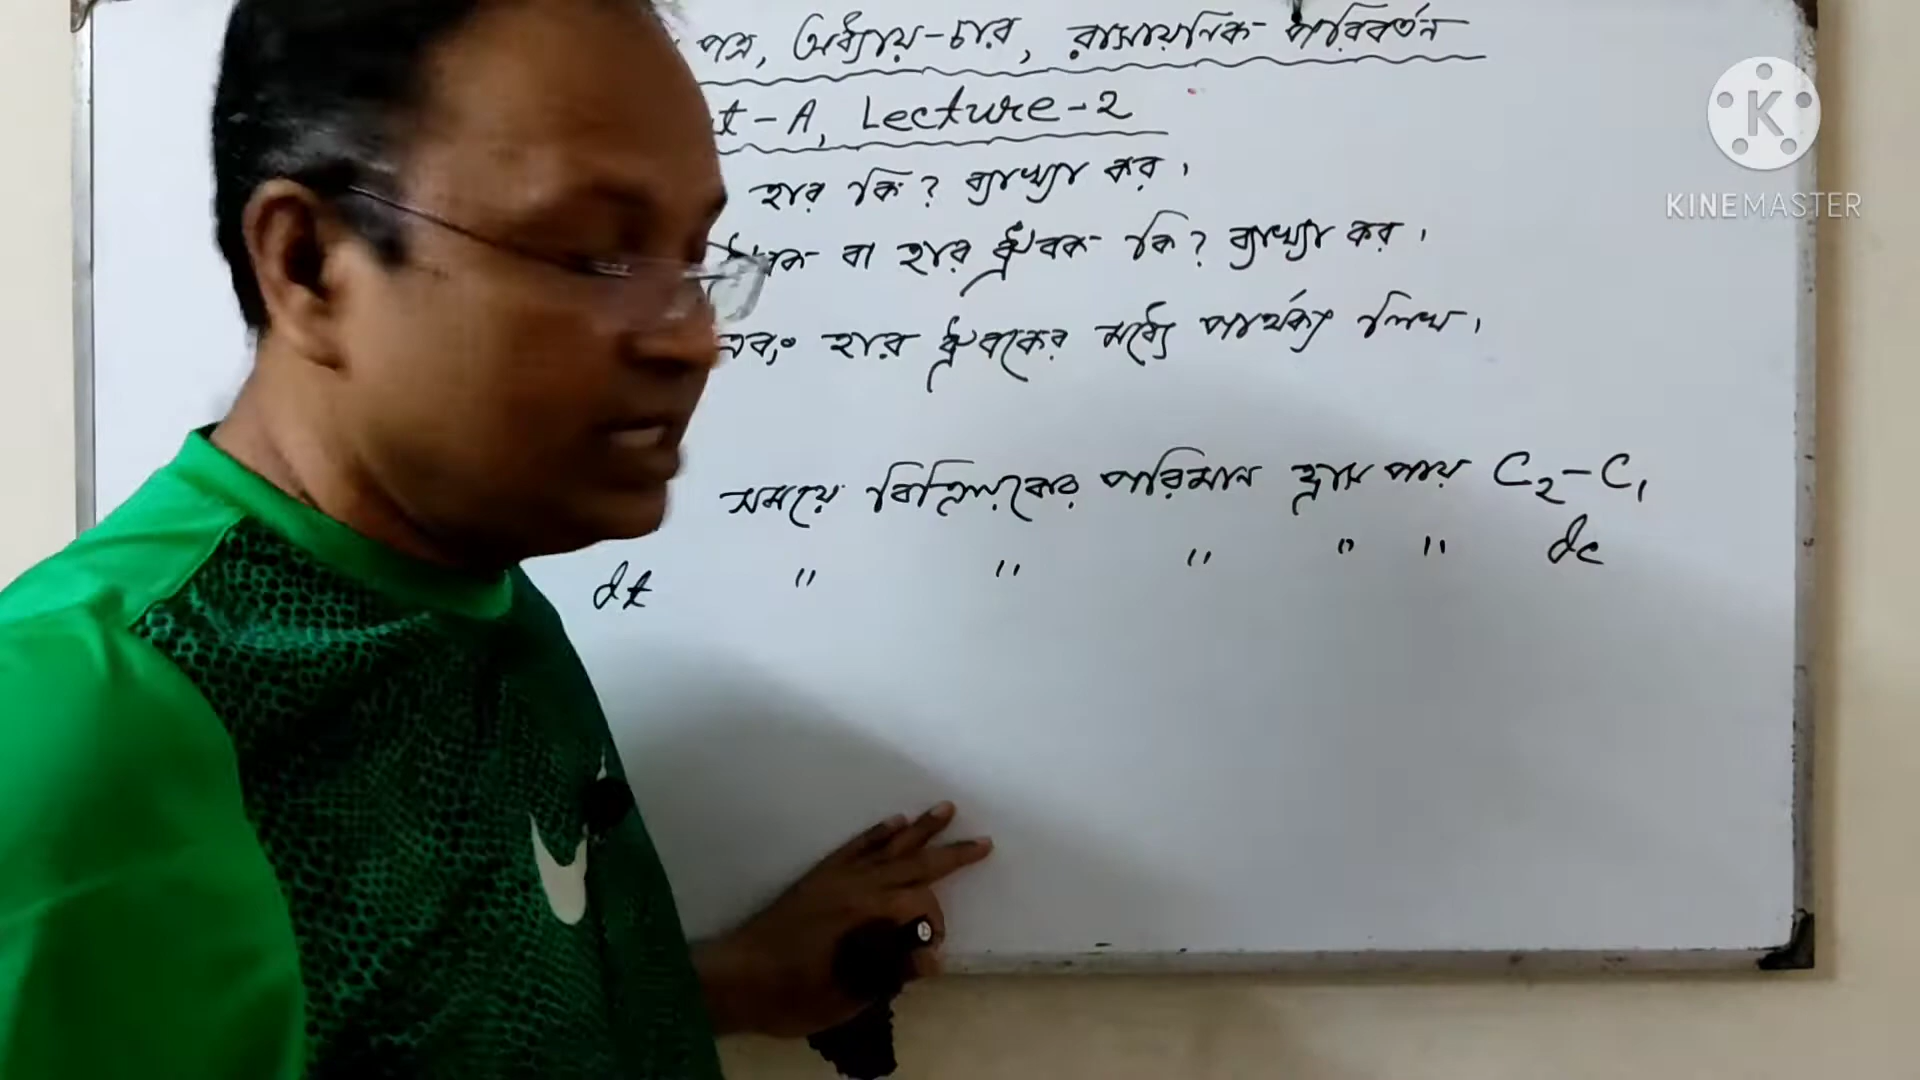 পত্র, অধ্যায়-চার, রাসায়নিক পরিবর্তন
t-A, Lecture-2
হার কি? ব্যাখ্যা কর।
বা হার ধ্রুবক কি? ব্যাখ্যা কর।
এবং হার ধ্রুবকের মধ্যে পার্থক্য লিখ।
সময়ে বিক্রিয়কের পরিমান হ্রাস পায় C₂-C₁
dt " " " " " dc
K
KINEMASTER